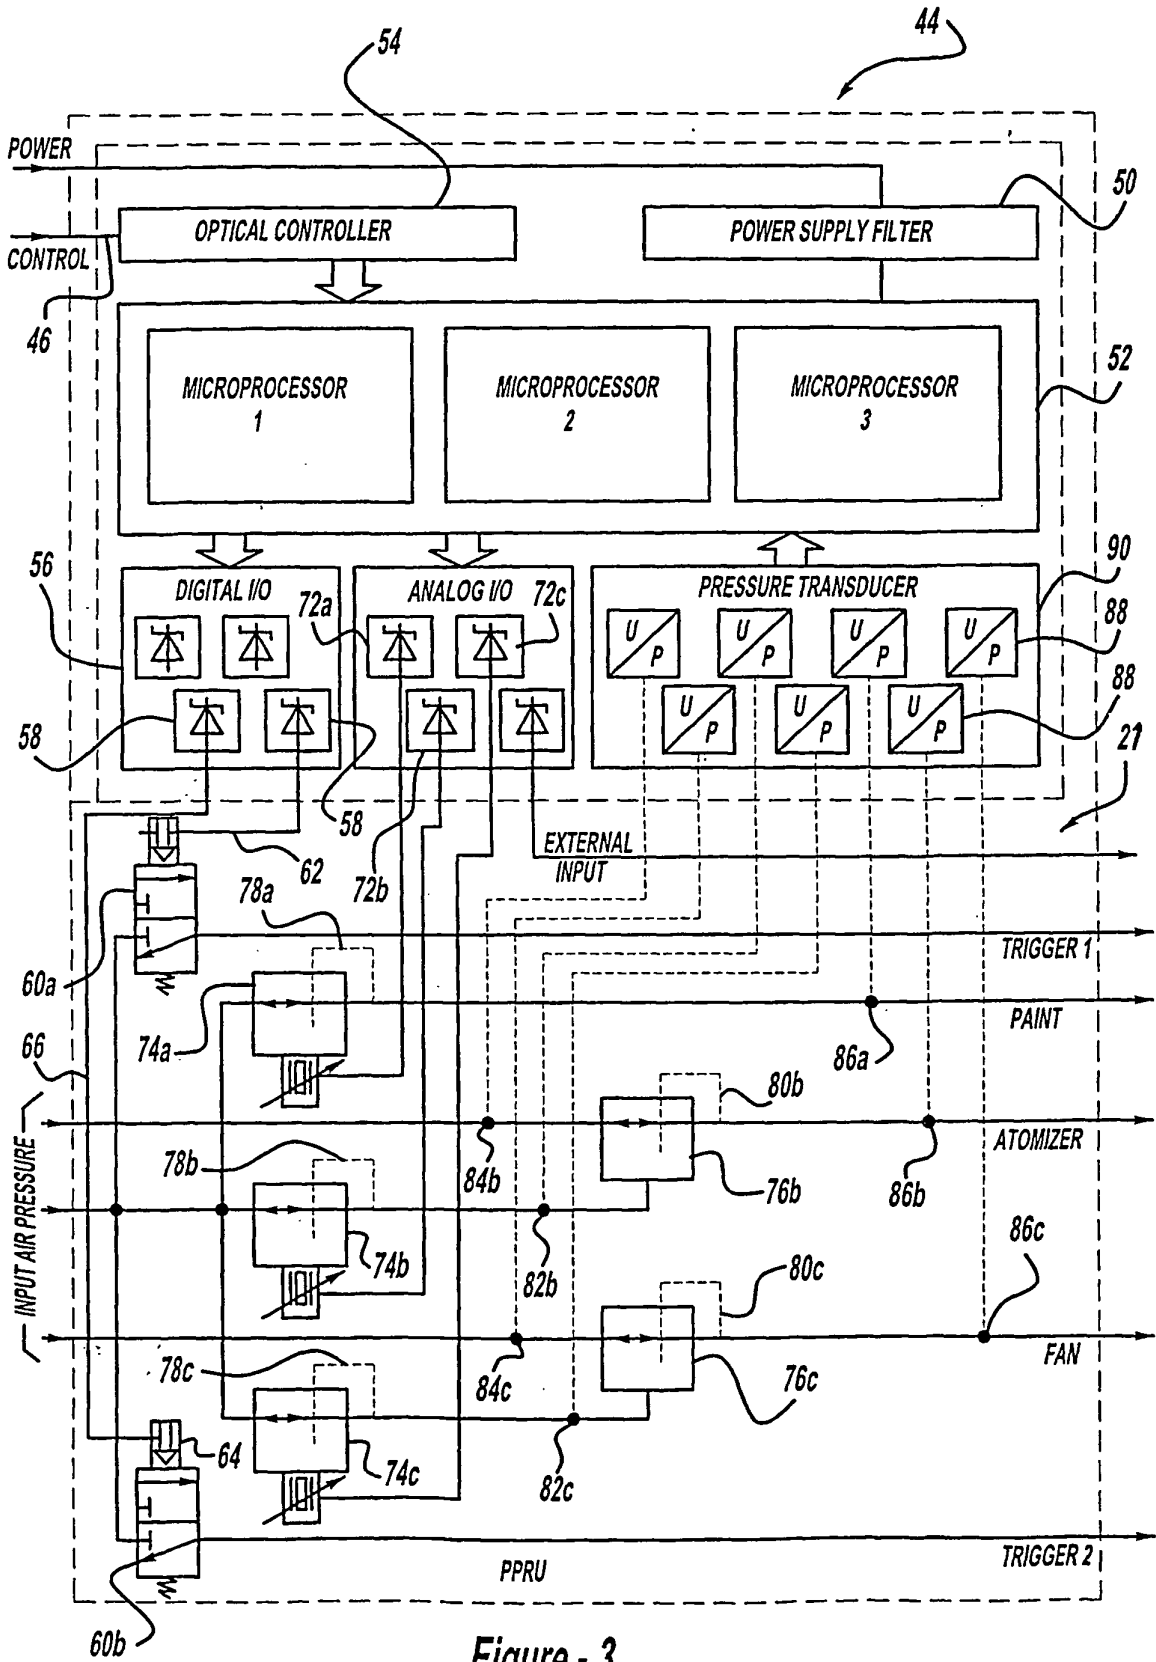 44
54
POWER
50
OPTICAL CONTROLLER
POWER SUPPLY FILTER
CONTROL
46
MICROPROCESSOR
1
MICROPROCESSOR
2
MICROPROCESSOR
3
52
56
DIGITAL I/O
ANALOG I/O
PRESSURE TRANSDUCER
90
72a
72c
U
P
U
P
U
P
U
P
88
U
P
U
P
U
P
88
58
21
58
62
72b
EXTERNAL
INPUT
78a
TRIGGER 1
60a
PAINT
74a
86a
66
80b
ATOMIZER
INPUT AIR PRESSURE
78b
84b
76b
86b
86c
74b
82b
80c
FAN
78c
84c
76c
64
74c
82c
TRIGGER 2
PPRU
60b
Figure - 3